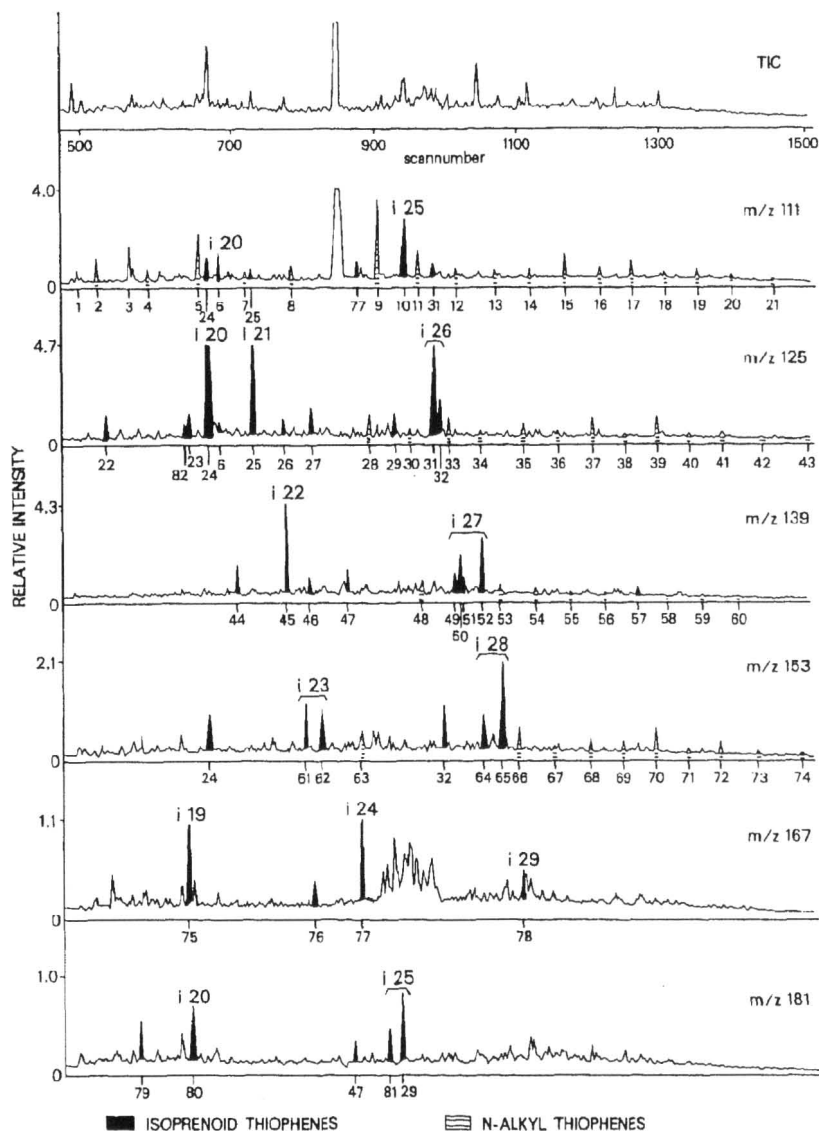 TIC
500 700 900 1100 1300 1500
scannumber
RELATIVE INTENSITY
4.0
m/z 111
i 20
i 25
0
1 2 3 4 5 6 7 8 77 9 10 11 31 12 13 14 15 16 17 18 19 20 21
24 25
4.7
m/z 125
i 20
i 21
i 26
0
22 82 23 24 6 25 26 27 28 29 30 31 33 34 35 36 37 38 39 40 41 42 43
32
4.3
m/z 139
i 22
i 27
0
44 45 46 47 48 49 51 52 53 54 55 56 57 58 59 60
50
2.1
m/z 153
i 23
i 28
0
24 61 62 63 32 64 65 66 67 68 69 70 71 72 73 74
1.1
m/z 167
i 19
i 24
i 29
0
75 76 77 78
1.0
m/z 181
i 20
i 25
0
79 80 47 81 29
ISOPRENOID THIOPHENES
N-ALKYL THIOPHENES